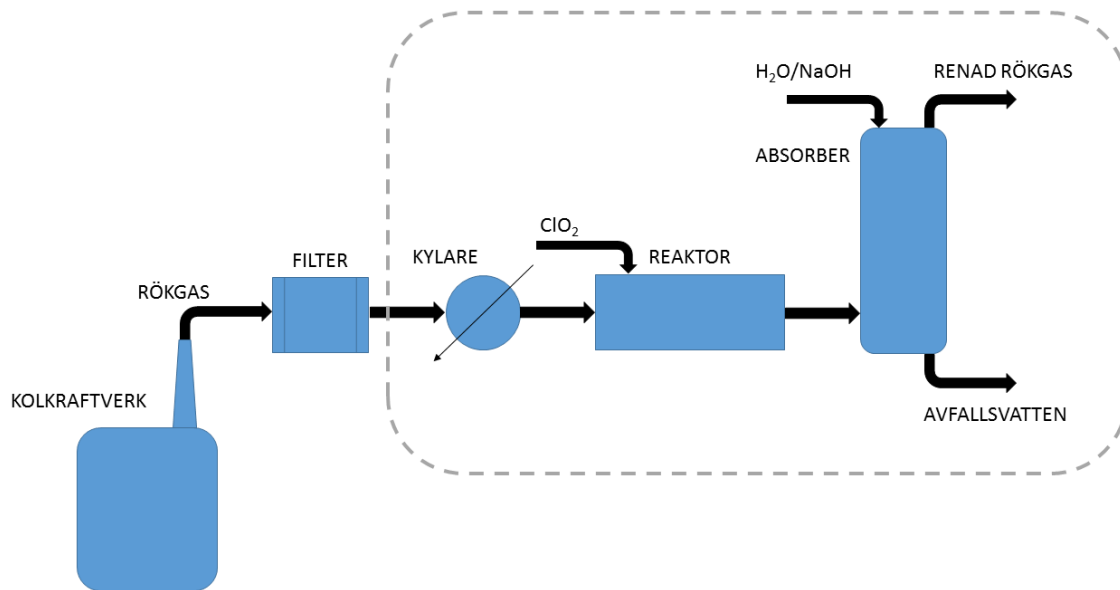 H₂O/NaOH
RENAD RÖKGAS
ABSORBER
ClO₂
FILTER
KYLARE
REAKTOR
RÖKGAS
KOLKRAFTVERK
AVFALLSVATTEN